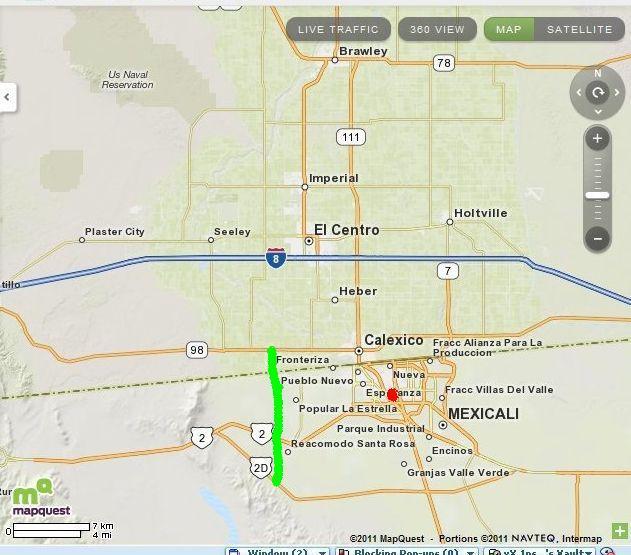 LIVE TRAFFIC
360 VIEW
MAP
SATELLITE
Brawley
78
N
Us Naval
Reservation
111
Imperial
Holtville
Plaster City
Seeley
El Centro
8
7
tillo
Heber
Calexico
98
Fronteriza
Fracc Alianza Para La
Produccion
Pueblo Nuevo
Nueva
Fracc Villas Del Valle
Popular La Estrella
MEXICALI
2
2
Parque Industrial
Reacomodo Santa Rosa
Encinos
2D
Granjas Valle Verde
mapquest
0
7 km
4 mi
©2011 MapQuest - Portions ©2011 NAVTEQ, Intermap
Window (2)
Blocking Pop-ups (0)